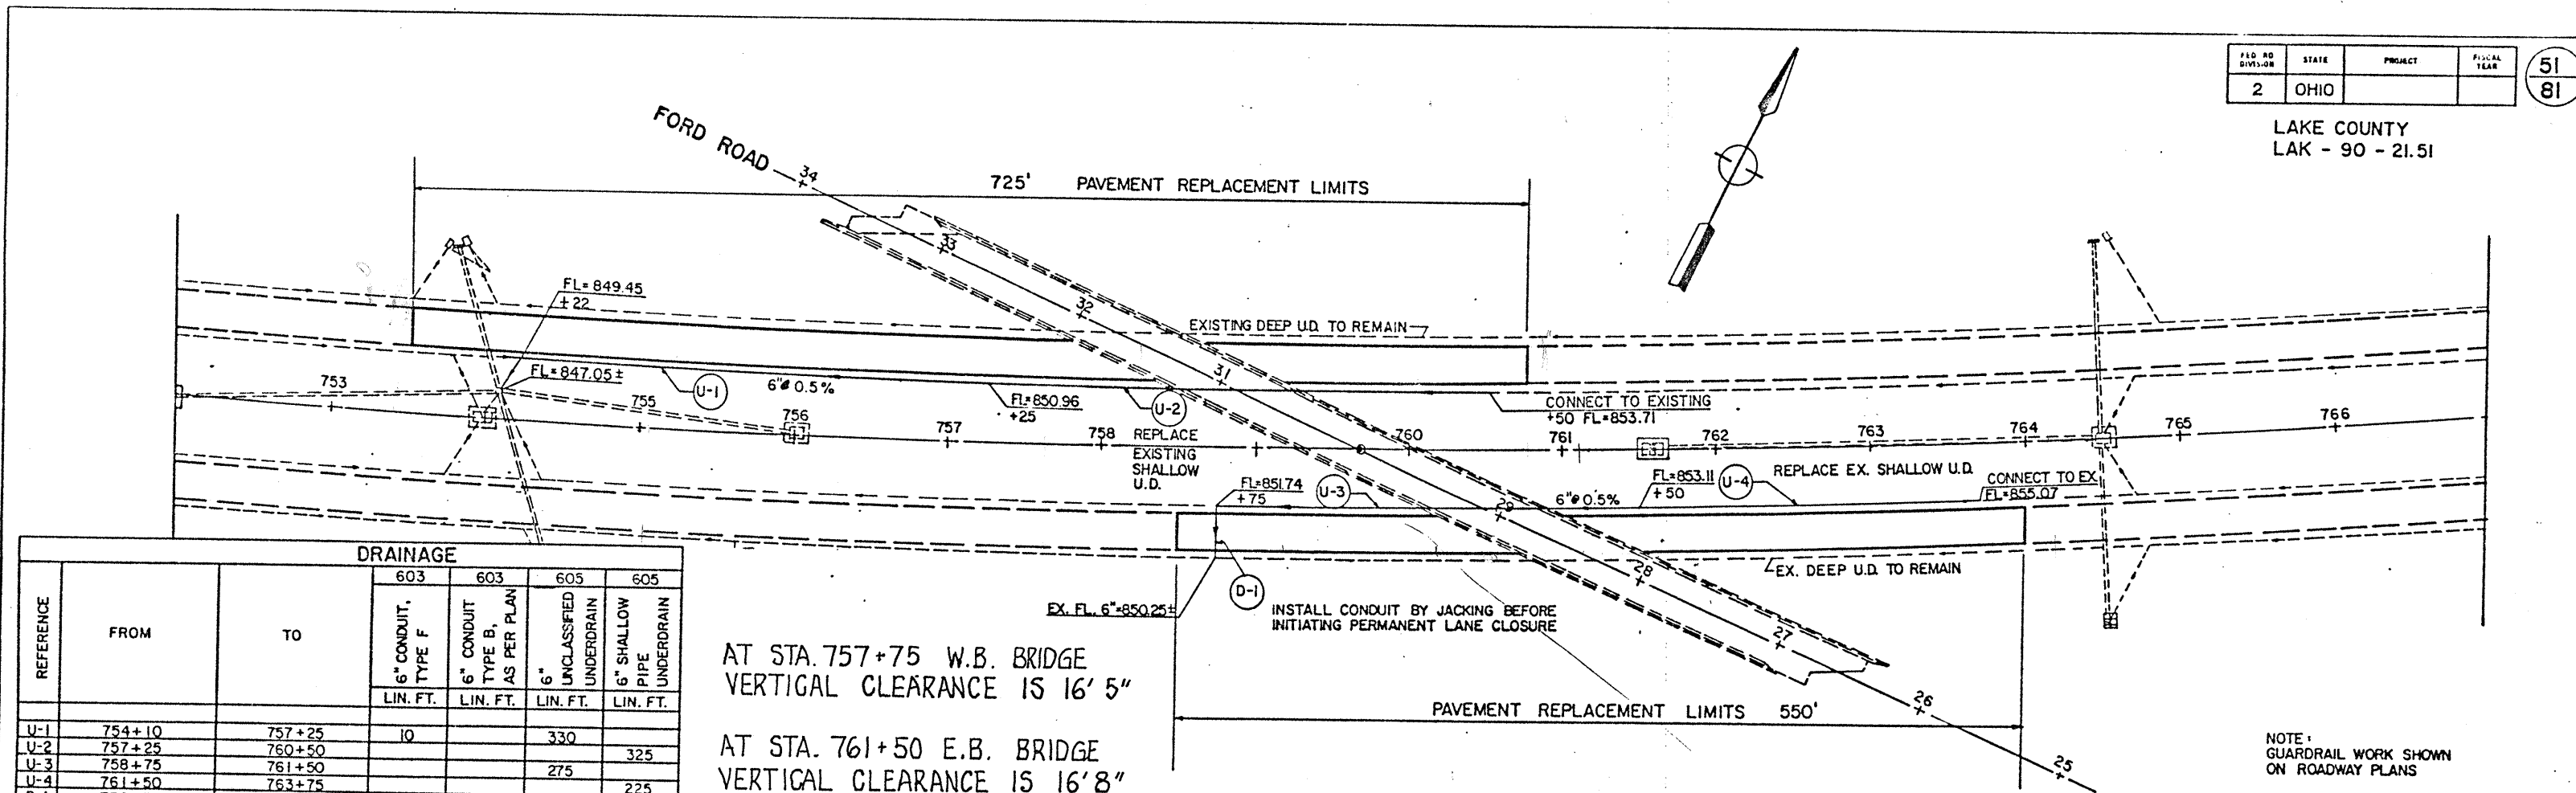 FED RD DIVISION STATE PROJECT FISCAL YEAR
2 OHIO
51
81
LAKE COUNTY
LAK - 90 - 21.51
FORD ROAD
34
725' PAVEMENT REPLACEMENT LIMITS
33
32
31
29
28
27
26
25
FL=849.45
+22
EXISTING DEEP U.D. TO REMAIN
FL=847.05±
U-1
6"@ 0.5%
FL=850.96
+25
U-2
CONNECT TO EXISTING
+50 FL=853.71
753
755
756
757
758
760
761
762
763
764
765
766
REPLACE
EXISTING
SHALLOW
U.D.
FL=851.74
+75
U-3
6"@ 0.5%
FL=853.11
+50
U-4
REPLACE EX. SHALLOW U.D.
CONNECT TO EX.
FL=855.07
EX. DEEP U.D. TO REMAIN
EX. FL. 6"=850.25±
D-1
INSTALL CONDUIT BY JACKING BEFORE
INITIATING PERMANENT LANE CLOSURE
PAVEMENT REPLACEMENT LIMITS 550'
DRAINAGE
REFERENCE
FROM
TO
603 603 605 605
6" CONDUIT, TYPE F
6" CONDUIT TYPE B, AS PER PLAN
6" UNCLASSIFIED UNDERDRAIN
6" SHALLOW PIPE UNDERDRAIN
LIN. FT. LIN. FT. LIN. FT. LIN. FT.
U-1 754+10 757+25 10 330
U-2 757+25 760+50 325
U-3 758+75 761+50 275
U-4 761+50 763+75 225
AT STA. 757+75 W.B. BRIDGE
VERTICAL CLEARANCE IS 16' 5"
AT STA. 761+50 E.B. BRIDGE
VERTICAL CLEARANCE IS 16' 8"
NOTE:
GUARDRAIL WORK SHOWN
ON ROADWAY PLANS